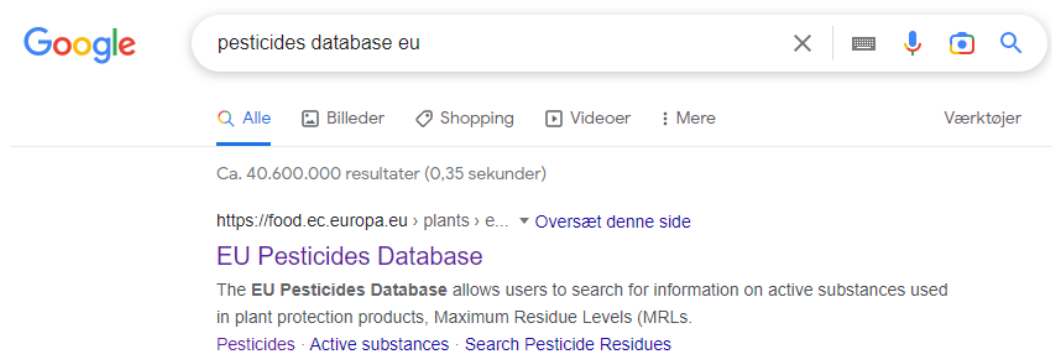 Google
pesticides database eu
Alle Billeder Shopping Videoer Mere Værktøjer
Ca. 40.600.000 resultater (0,35 sekunder)
https://food.ec.europa.eu › plants › e... Oversæt denne side
EU Pesticides Database
The EU Pesticides Database allows users to search for information on active substances used
in plant protection products, Maximum Residue Levels (MRLs.
Pesticides · Active substances · Search Pesticide Residues